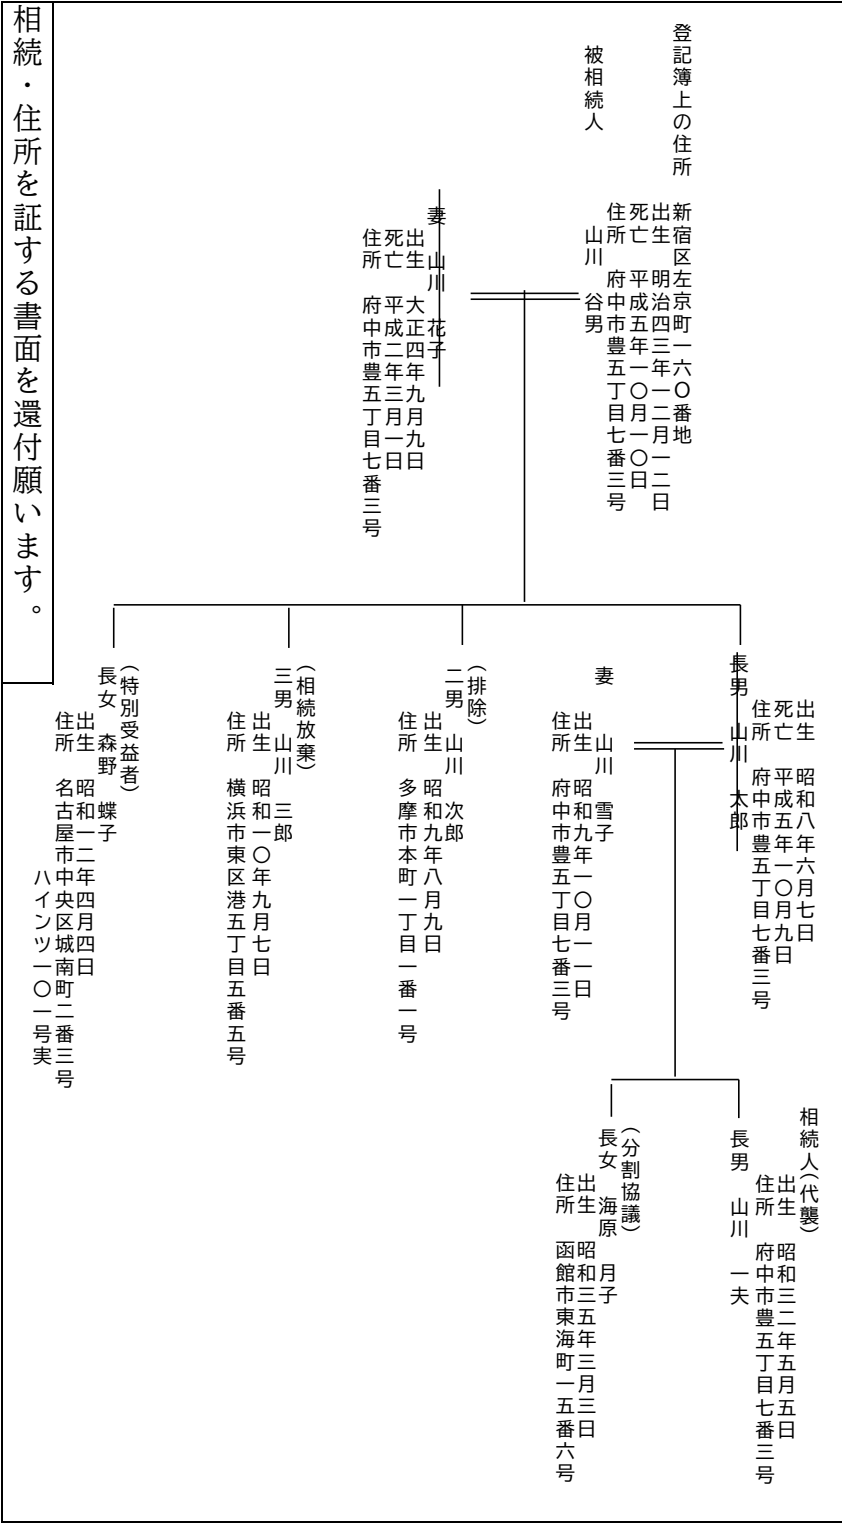 登記簿上の住所　新宿区左京町一六〇番地
出生　明治四三年一二月一二日
死亡　平成五年一〇月一〇日
住所　府中市豊五丁目七番三号
被相続人　山川　谷男
妻　山川　花子
出生　大正四年九月九日
死亡　平成二年三月一日
住所　府中市豊五丁目七番三号
出生　昭和八年六月七日
死亡　平成五年一〇月九日
住所　府中市豊五丁目七番三号
長男　山川　太郎
妻　山川　雪子
出生　昭和九年一〇月一一日
住所　府中市豊五丁目七番三号
相続人（代襲）
出生　昭和三二年五月五日
住所　府中市豊五丁目七番三号
長男　山川　一夫
（分割協議）
長女　海原　月子
出生　昭和三五年三月三日
住所　函館市東海町一五番六号
（排除）
二男　山川　次郎
出生　昭和九年八月九日
住所　多摩市本町一丁目一番一号
（相続放棄）
三男　山川　三郎
出生　昭和一〇年九月七日
住所　横浜市東区港五丁目五番五号
（特別受益者）
長女　森野　蝶子
出生　昭和一二年四月四日
住所　名古屋市中央区城南町二番三号
ハインツ一〇一号実
相続・住所を証する書面を還付願います。